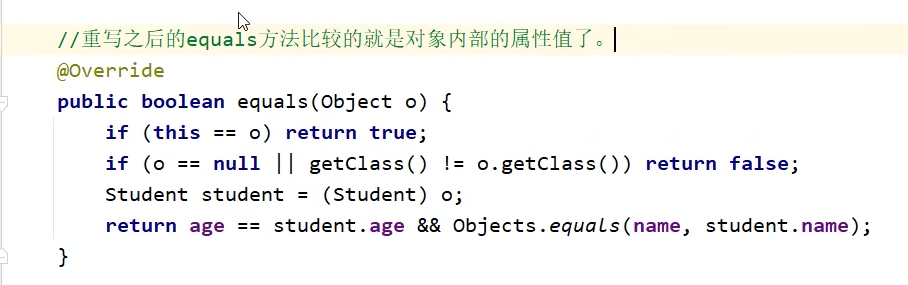 //重写之后的equals方法比较的就是对象内部的属性值了。
@Override
public boolean equals(Object o) {
if (this == o) return true;
if (o == null || getClass() != o.getClass()) return false;
Student student = (Student) o;
return age == student.age && Objects.equals(name, student.name);
}